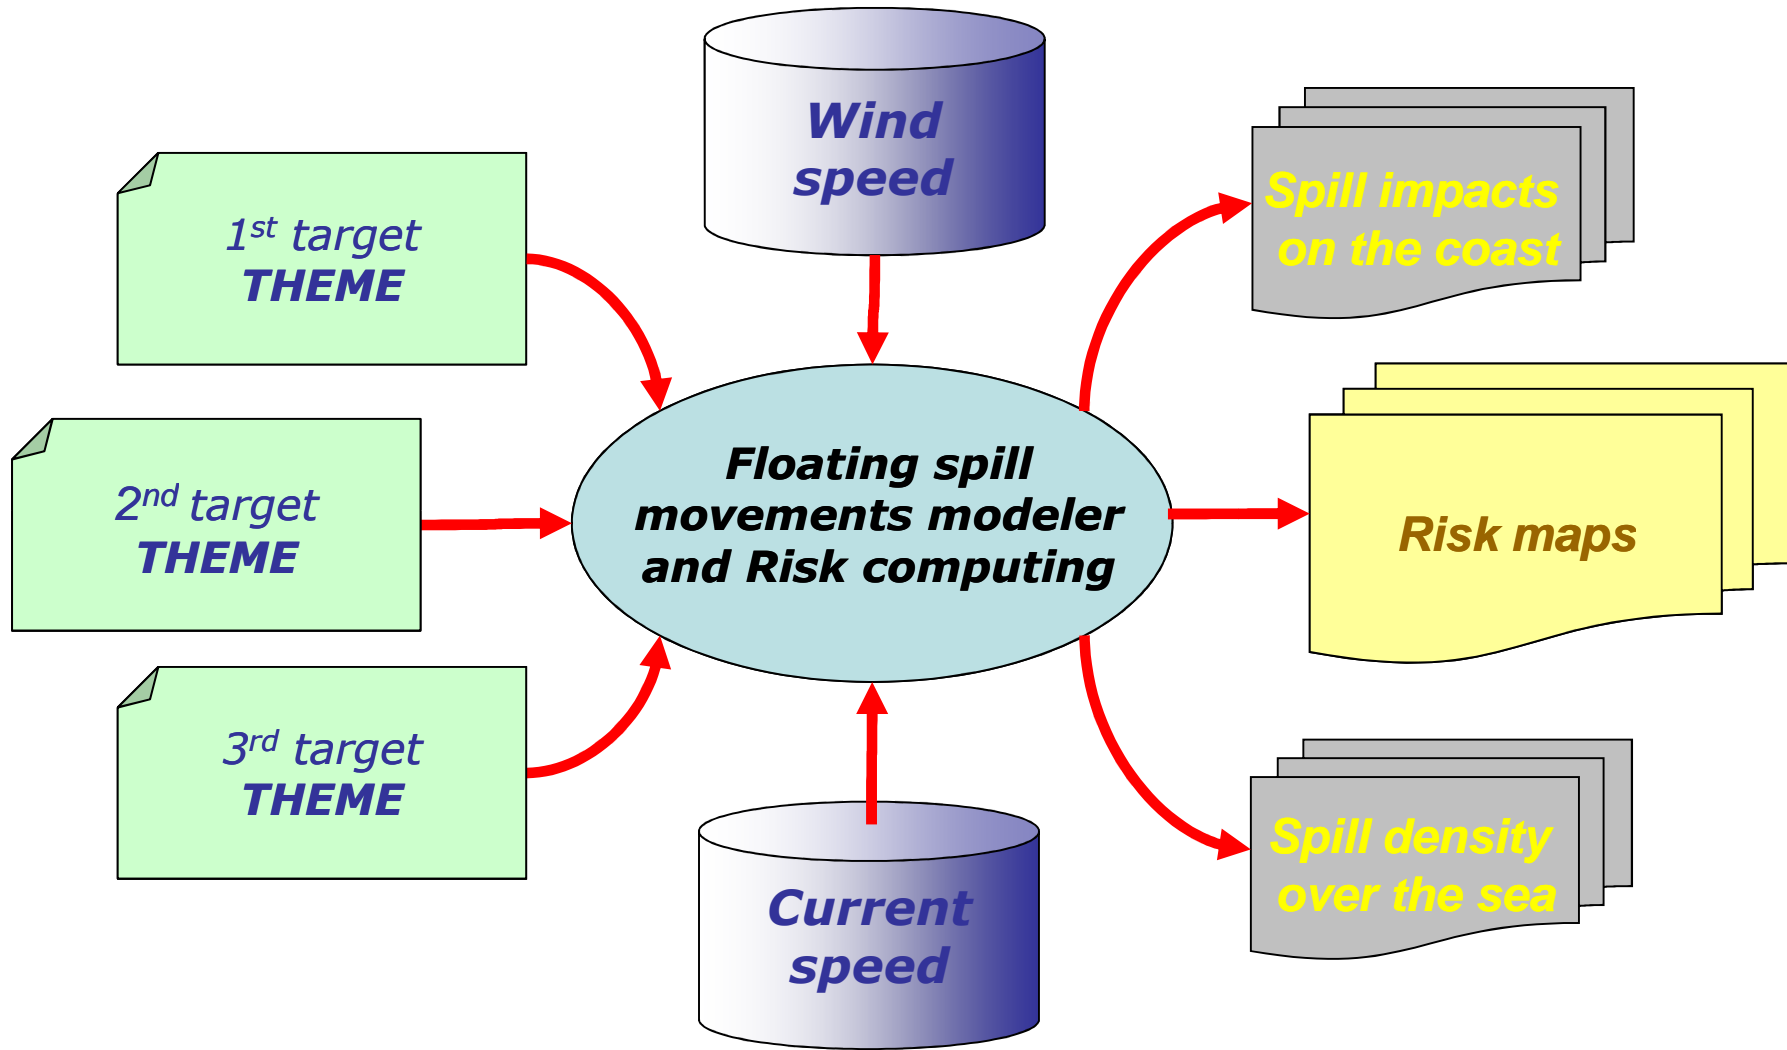 Wind
speed
1st target
THEME
2nd target
THEME
3rd target
THEME
Floating spill
movements modeler
and Risk computing
Current
speed
Spill impacts
on the coast
Risk maps
Spill density
over the sea